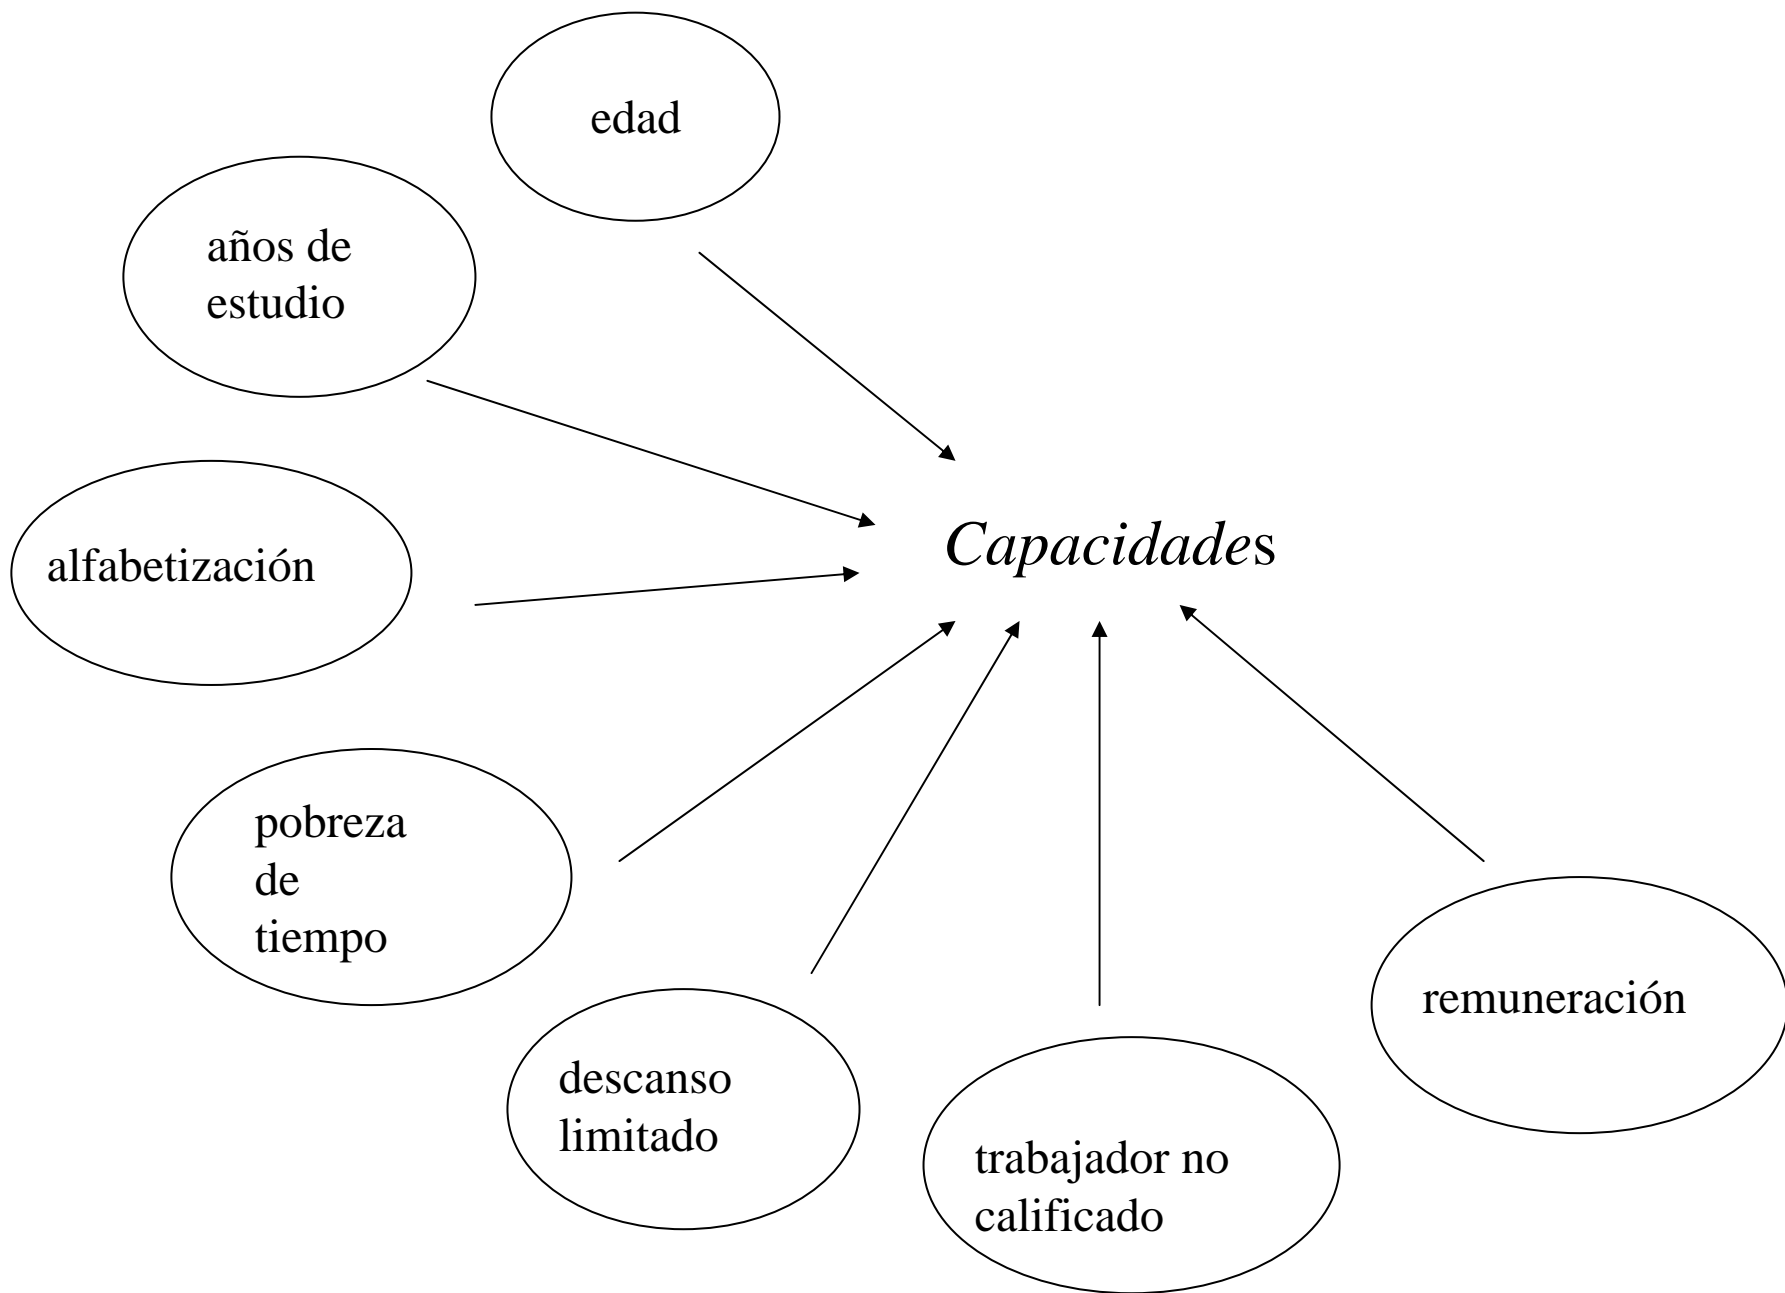 edad
años de
estudio
alfabetización
Capacidades
pobreza
de
tiempo
descanso
limitado
trabajador no
calificado
remuneración